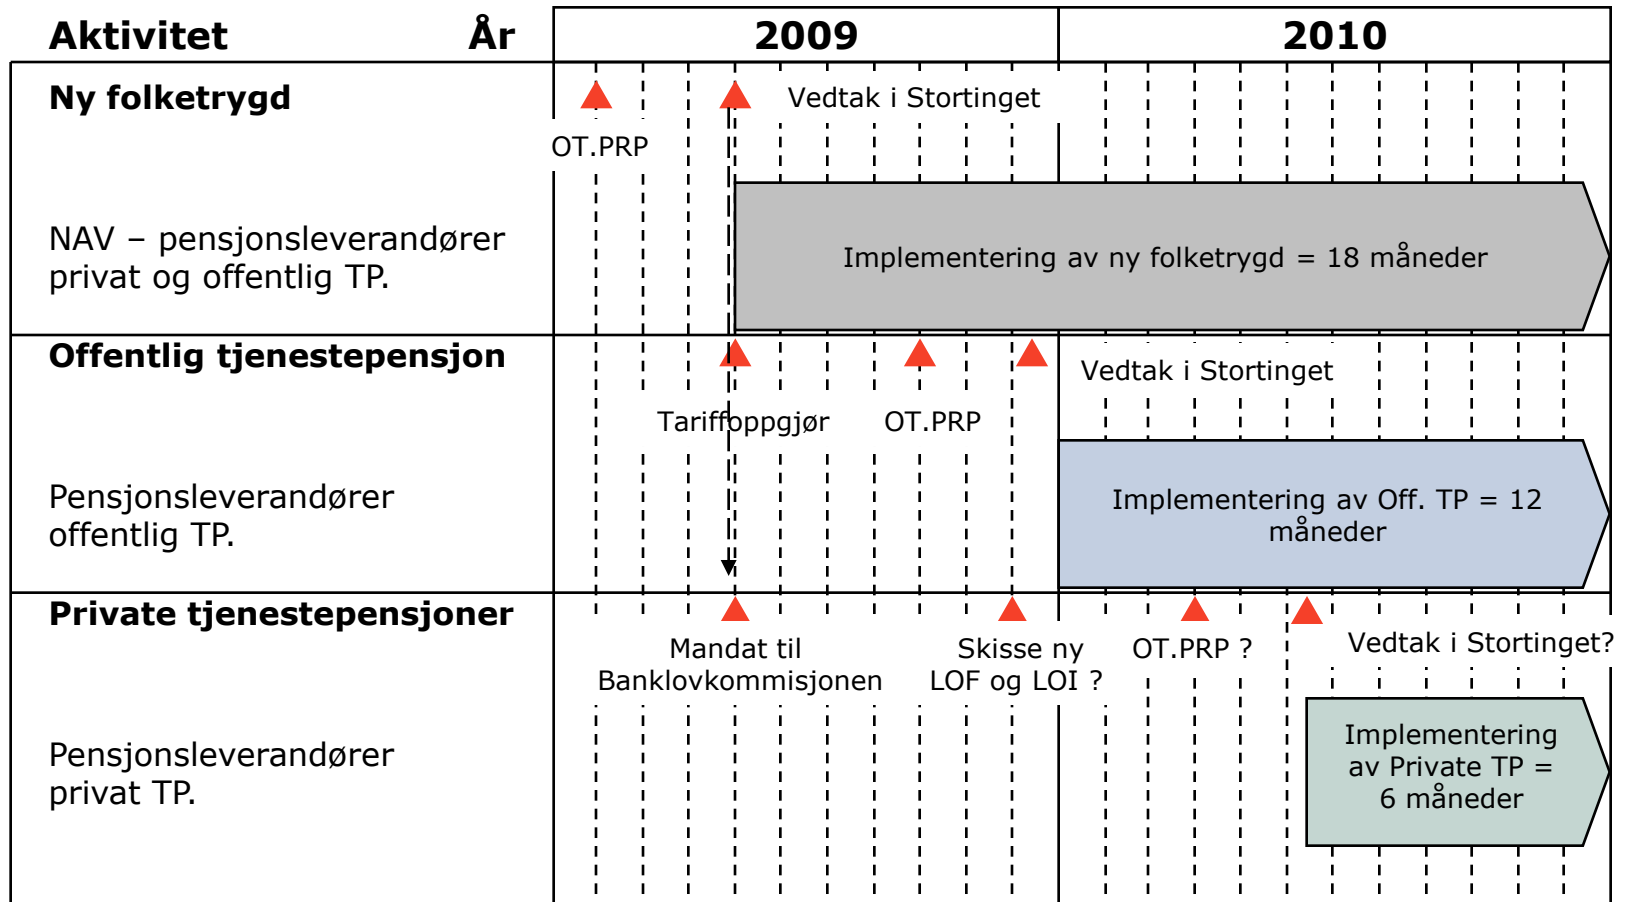 Aktivitet År 2009 2010
Ny folketrygd
Vedtak i Stortinget
OT.PRP
NAV – pensjonsleverandører
privat og offentlig TP.
Implementering av ny folketrygd = 18 måneder
Offentlig tjenestepensjon
Vedtak i Stortinget
Tariffoppgjør
OT.PRP
Pensjonsleverandører
offentlig TP.
Implementering av Off. TP = 12
måneder
Private tjenestepensjoner
Mandat til
Banklovkommisjonen
Skisse ny
LOF og LOI ?
OT.PRP ?
Vedtak i Stortinget?
Pensjonsleverandører
privat TP.
Implementering
av Private TP =
6 måneder